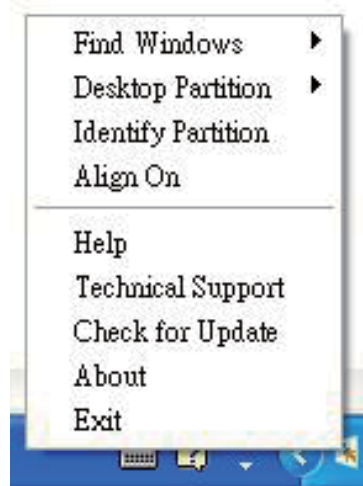 Find Windows
Desktop Partition
Identify Partition
Align On
Help
Technical Support
Check for Update
About
Exit